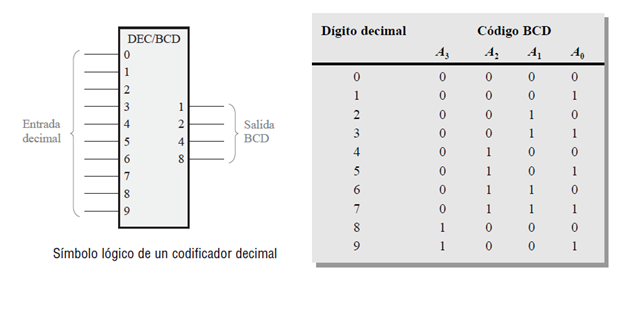 DEC/BCD
0
1
2
3 1
4 2
5 4
6 8
7
8
9
Entrada
decimal
Salida
BCD
Símbolo lógico de un codificador decimal
Dígito decimal Código BCD
A3 A2 A1 A0
0 0 0 0 0
1 0 0 0 1
2 0 0 1 0
3 0 0 1 1
4 0 1 0 0
5 0 1 0 1
6 0 1 1 0
7 0 1 1 1
8 1 0 0 0
9 1 0 0 1